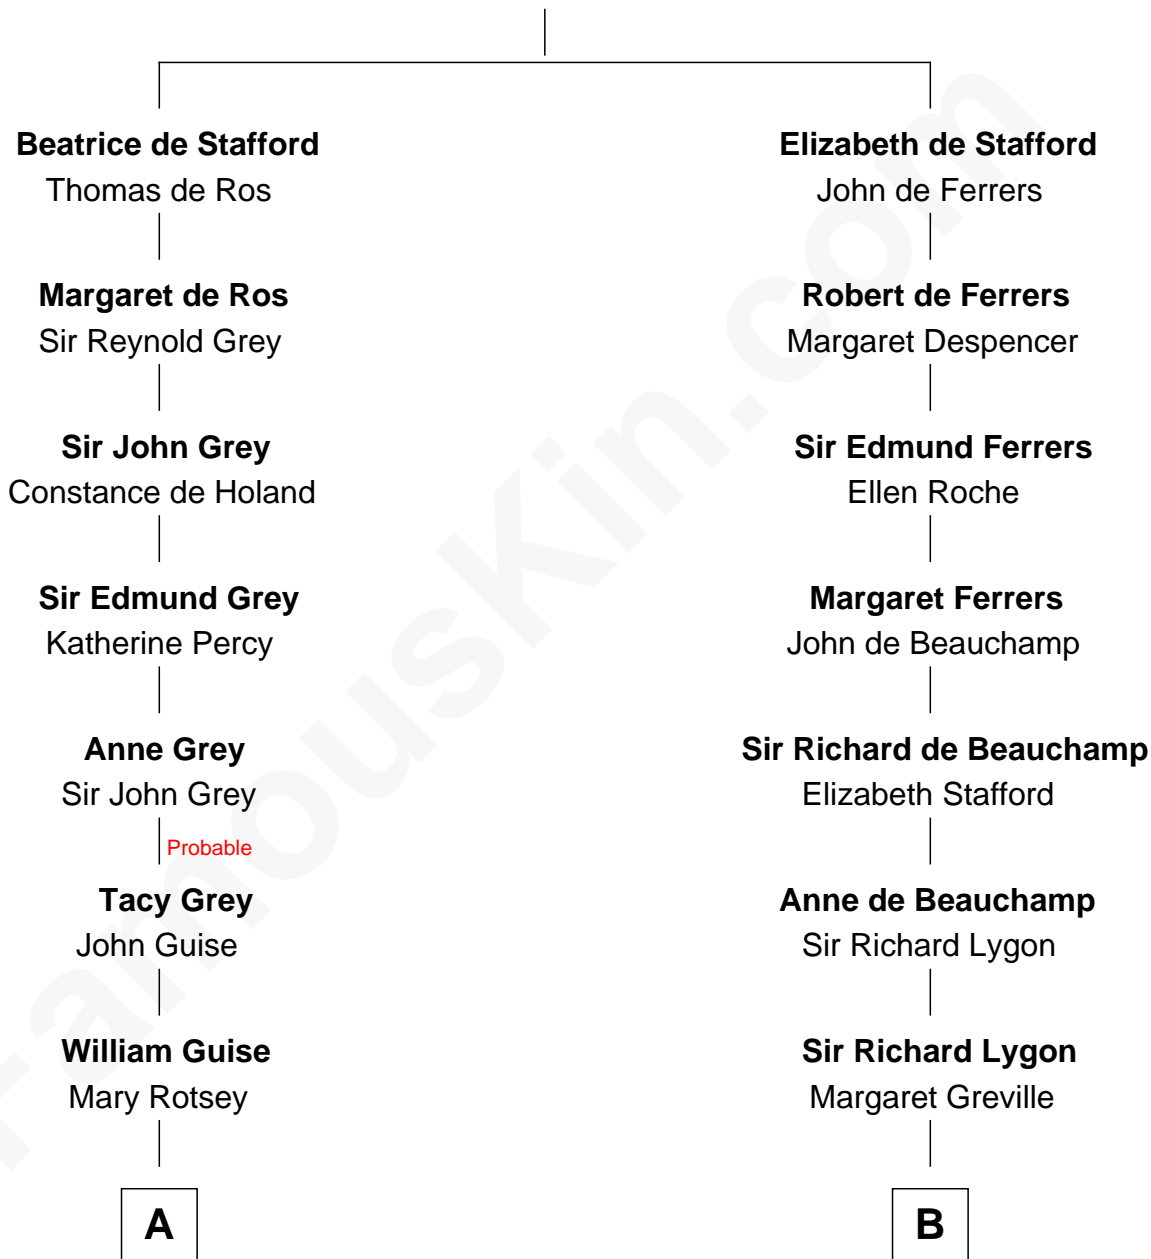 Beatrice de Stafford
Thomas de Ros
Margaret de Ros
Sir Reynold Grey
Sir John Grey
Constance de Holand
Sir Edmund Grey
Katherine Percy
Anne Grey
Sir John Grey
Probable
Tacy Grey
John Guise
William Guise
Mary Rotsey
A
Elizabeth de Stafford
John de Ferrers
Robert de Ferrers
Margaret Despencer
Sir Edmund Ferrers
Ellen Roche
Margaret Ferrers
John de Beauchamp
Sir Richard de Beauchamp
Elizabeth Stafford
Anne de Beauchamp
Sir Richard Lygon
Sir Richard Lygon
Margaret Greville
B
FamousKin.com